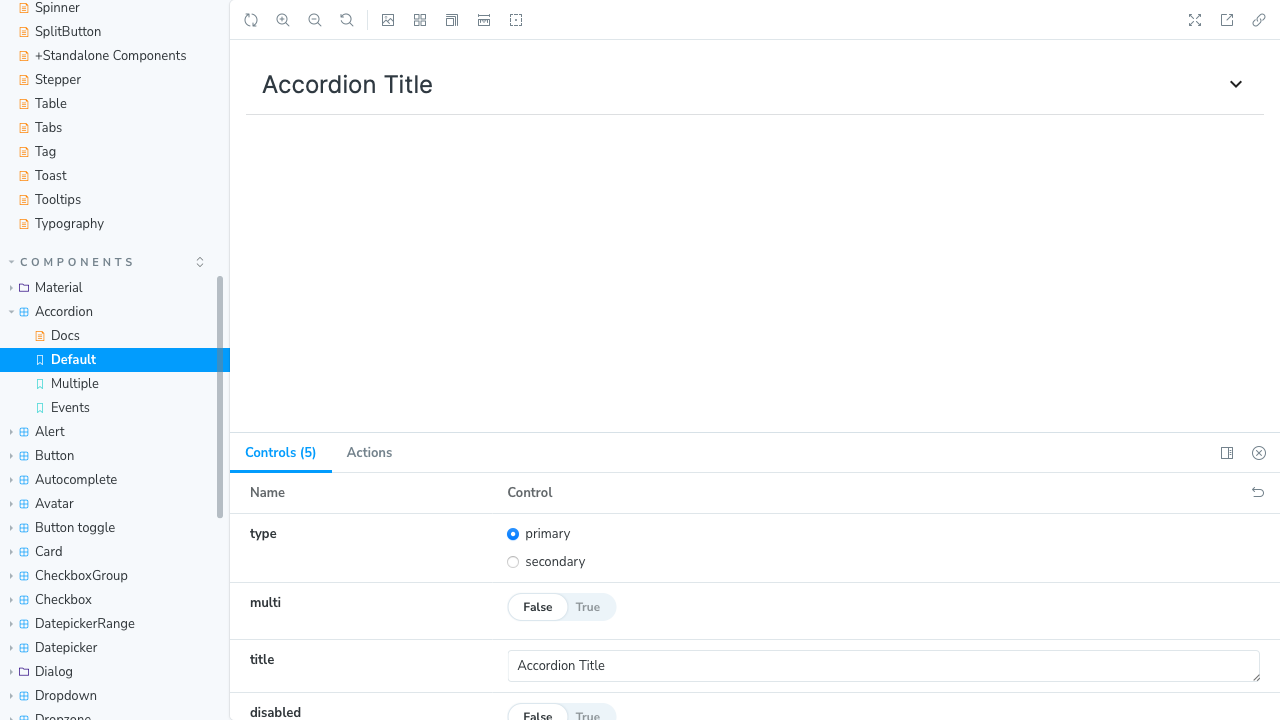 Spinner
SplitButton
+Standalone Components
Stepper
Table
Tabs
Tag
Toast
Tooltips
Typography
COMPONENTS
Material
Accordion
Docs
Default
Multiple
Events
Alert
Button
Autocomplete
Avatar
Button toggle
Card
CheckboxGroup
Checkbox
DatepickerRange
Datepicker
Dialog
Dropdown
Dropzone
Accordion Title
Controls (5) Actions
Name Control
type primary
secondary
multi False True
title Accordion Title
disabled False True